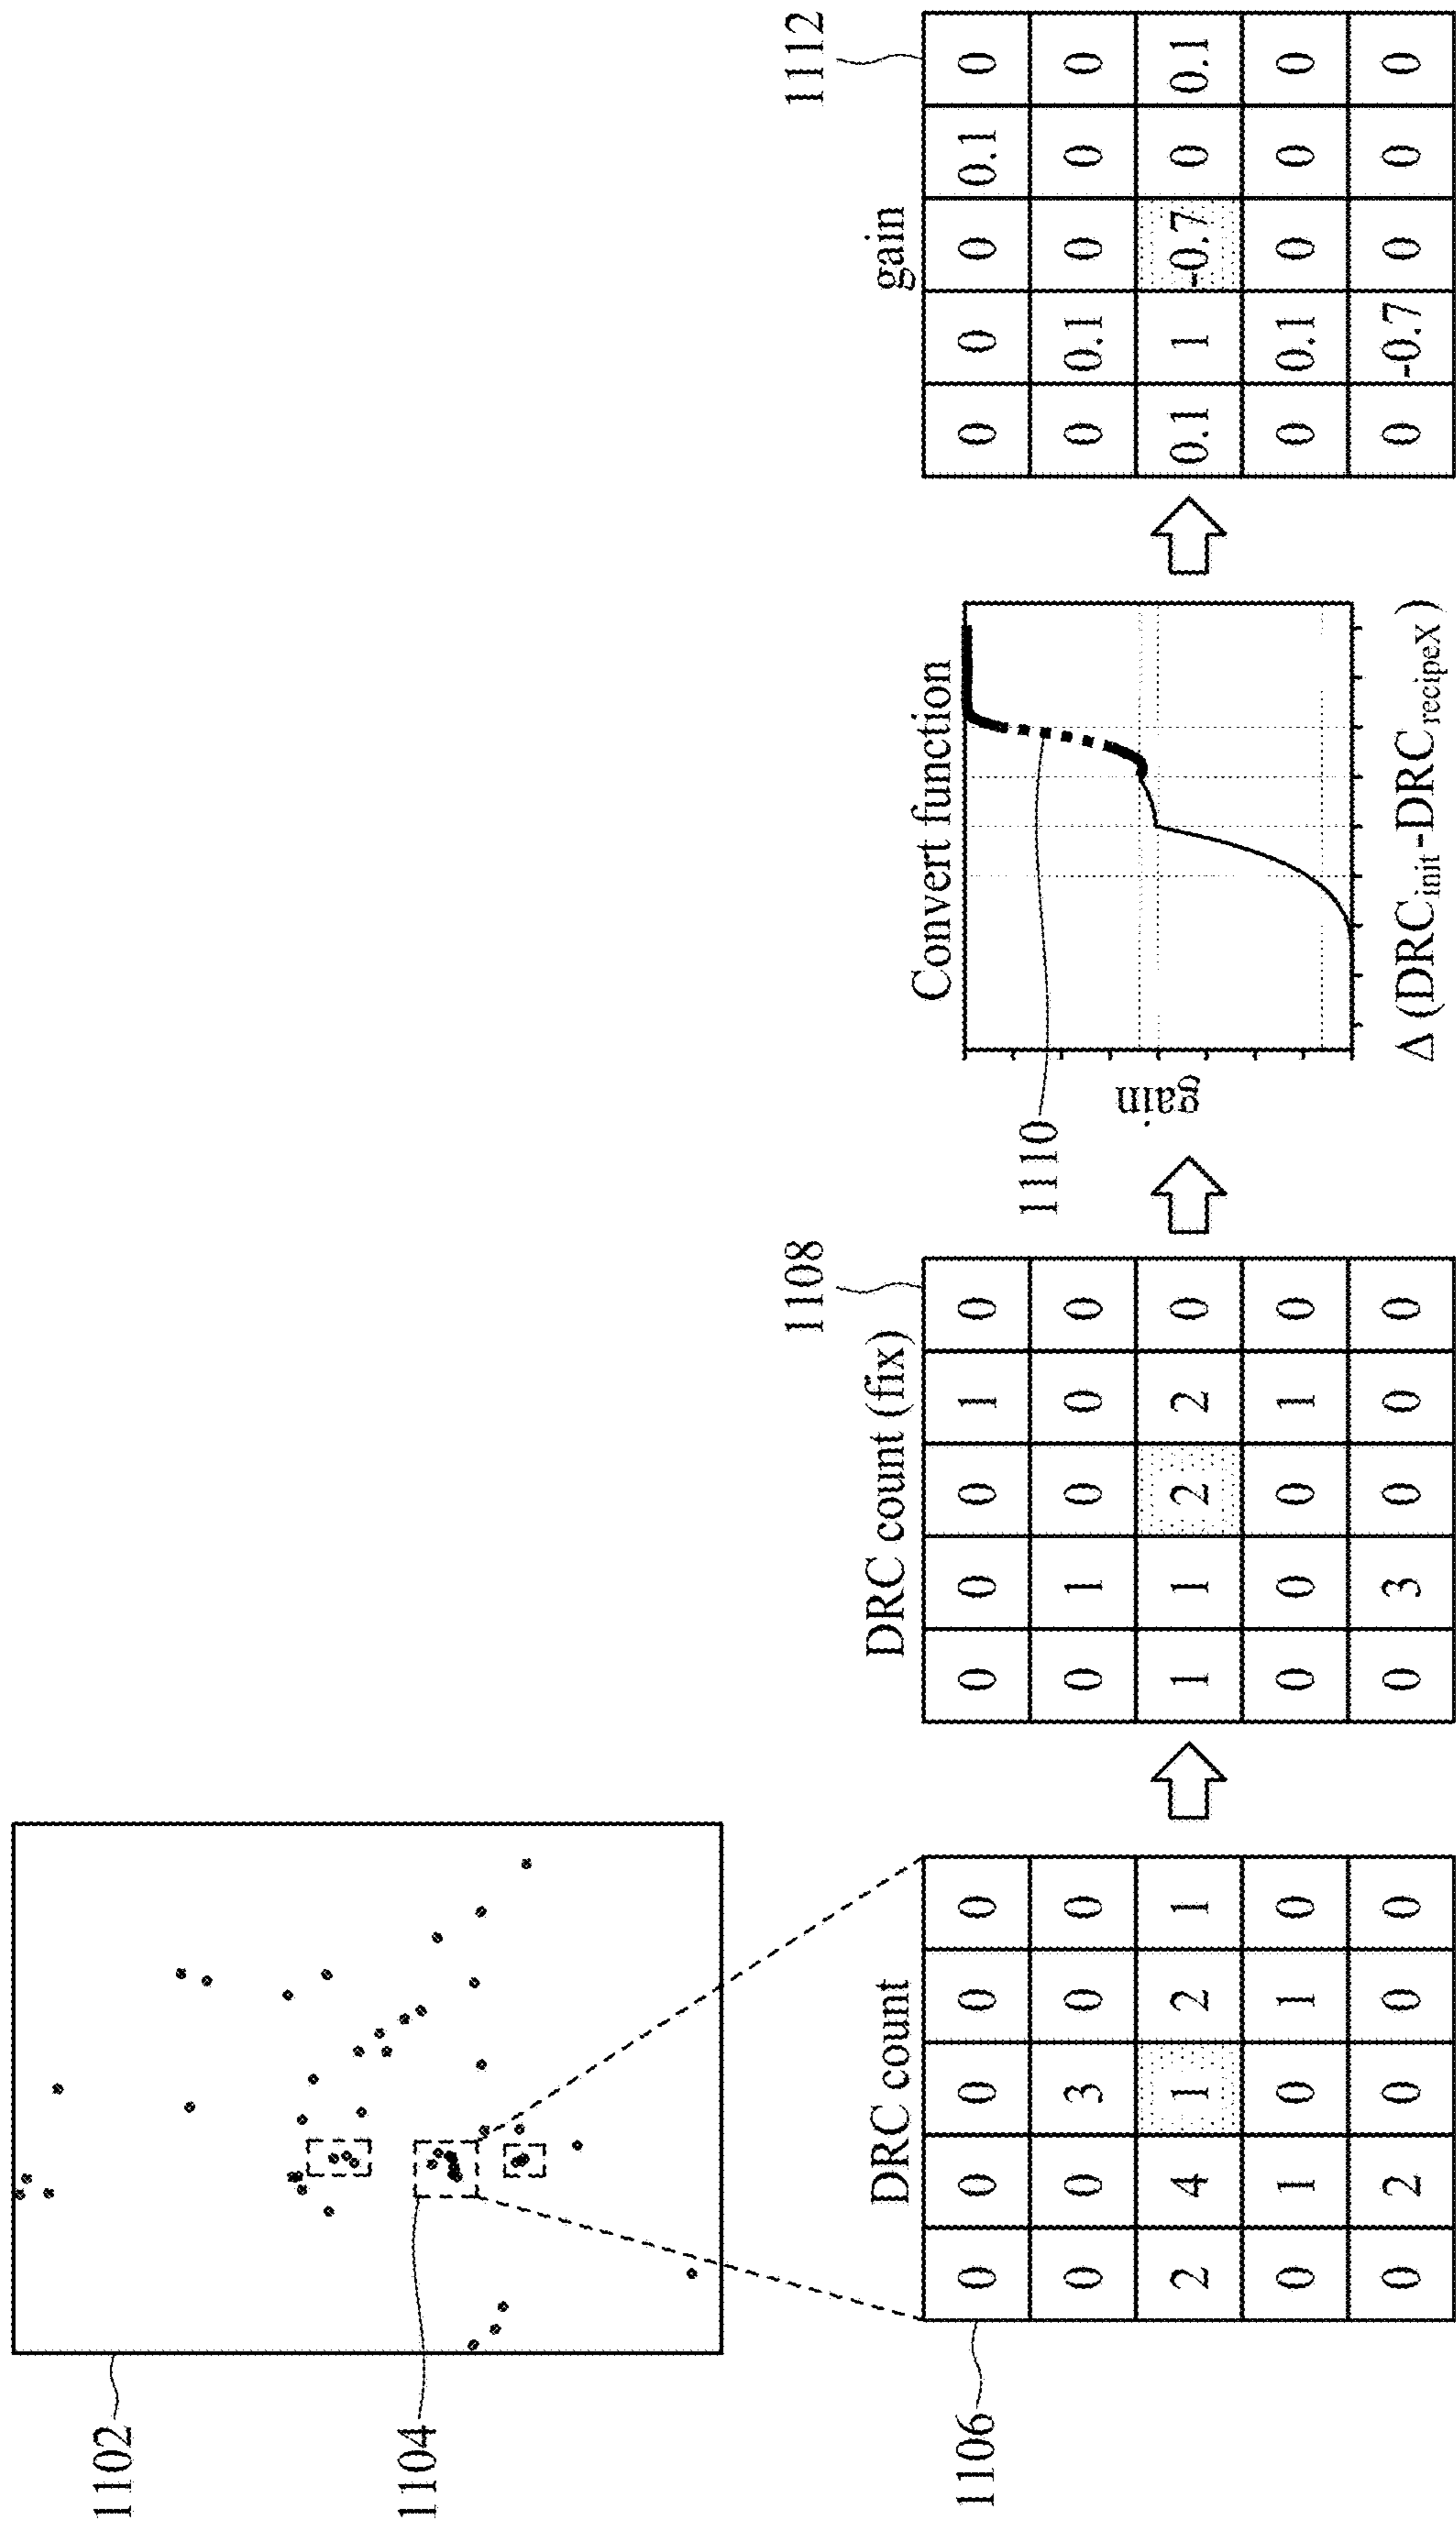 1102
1104
1106
DRC count
0 0 0 0 0
0 0 3 0 0
2 4 1 2 1
0 1 0 1 0
0 2 0 0 0
1108
DRC count (fix)
0 0 0 1 0
0 1 0 0 0
1 1 2 2 0
0 0 0 1 0
0 3 0 0 0
1110
Convert function
gain
Δ (DRCinit-DRCrecipeX)
1112
gain
0 0 0 0.1 0
0 0.1 0 0 0
0.1 1 -0.7 0 0.1
0 0.1 0 0 0
0 -0.7 0 0 0